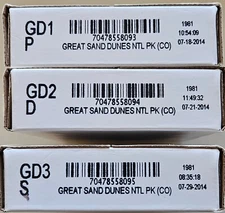 GD1
P
70478558093
GREAT SAND DUNES NTL PK (CO)
1981
10:54:09
07-18-2014
GD2
D
70478558094
GREAT SAND DUNES NTL PK (CO)
1981
11:49:32
07-21-2014
GD3
S
70478558095
GREAT SAND DUNES NTL PK (CO)
1981
08:35:18
07-29-2014